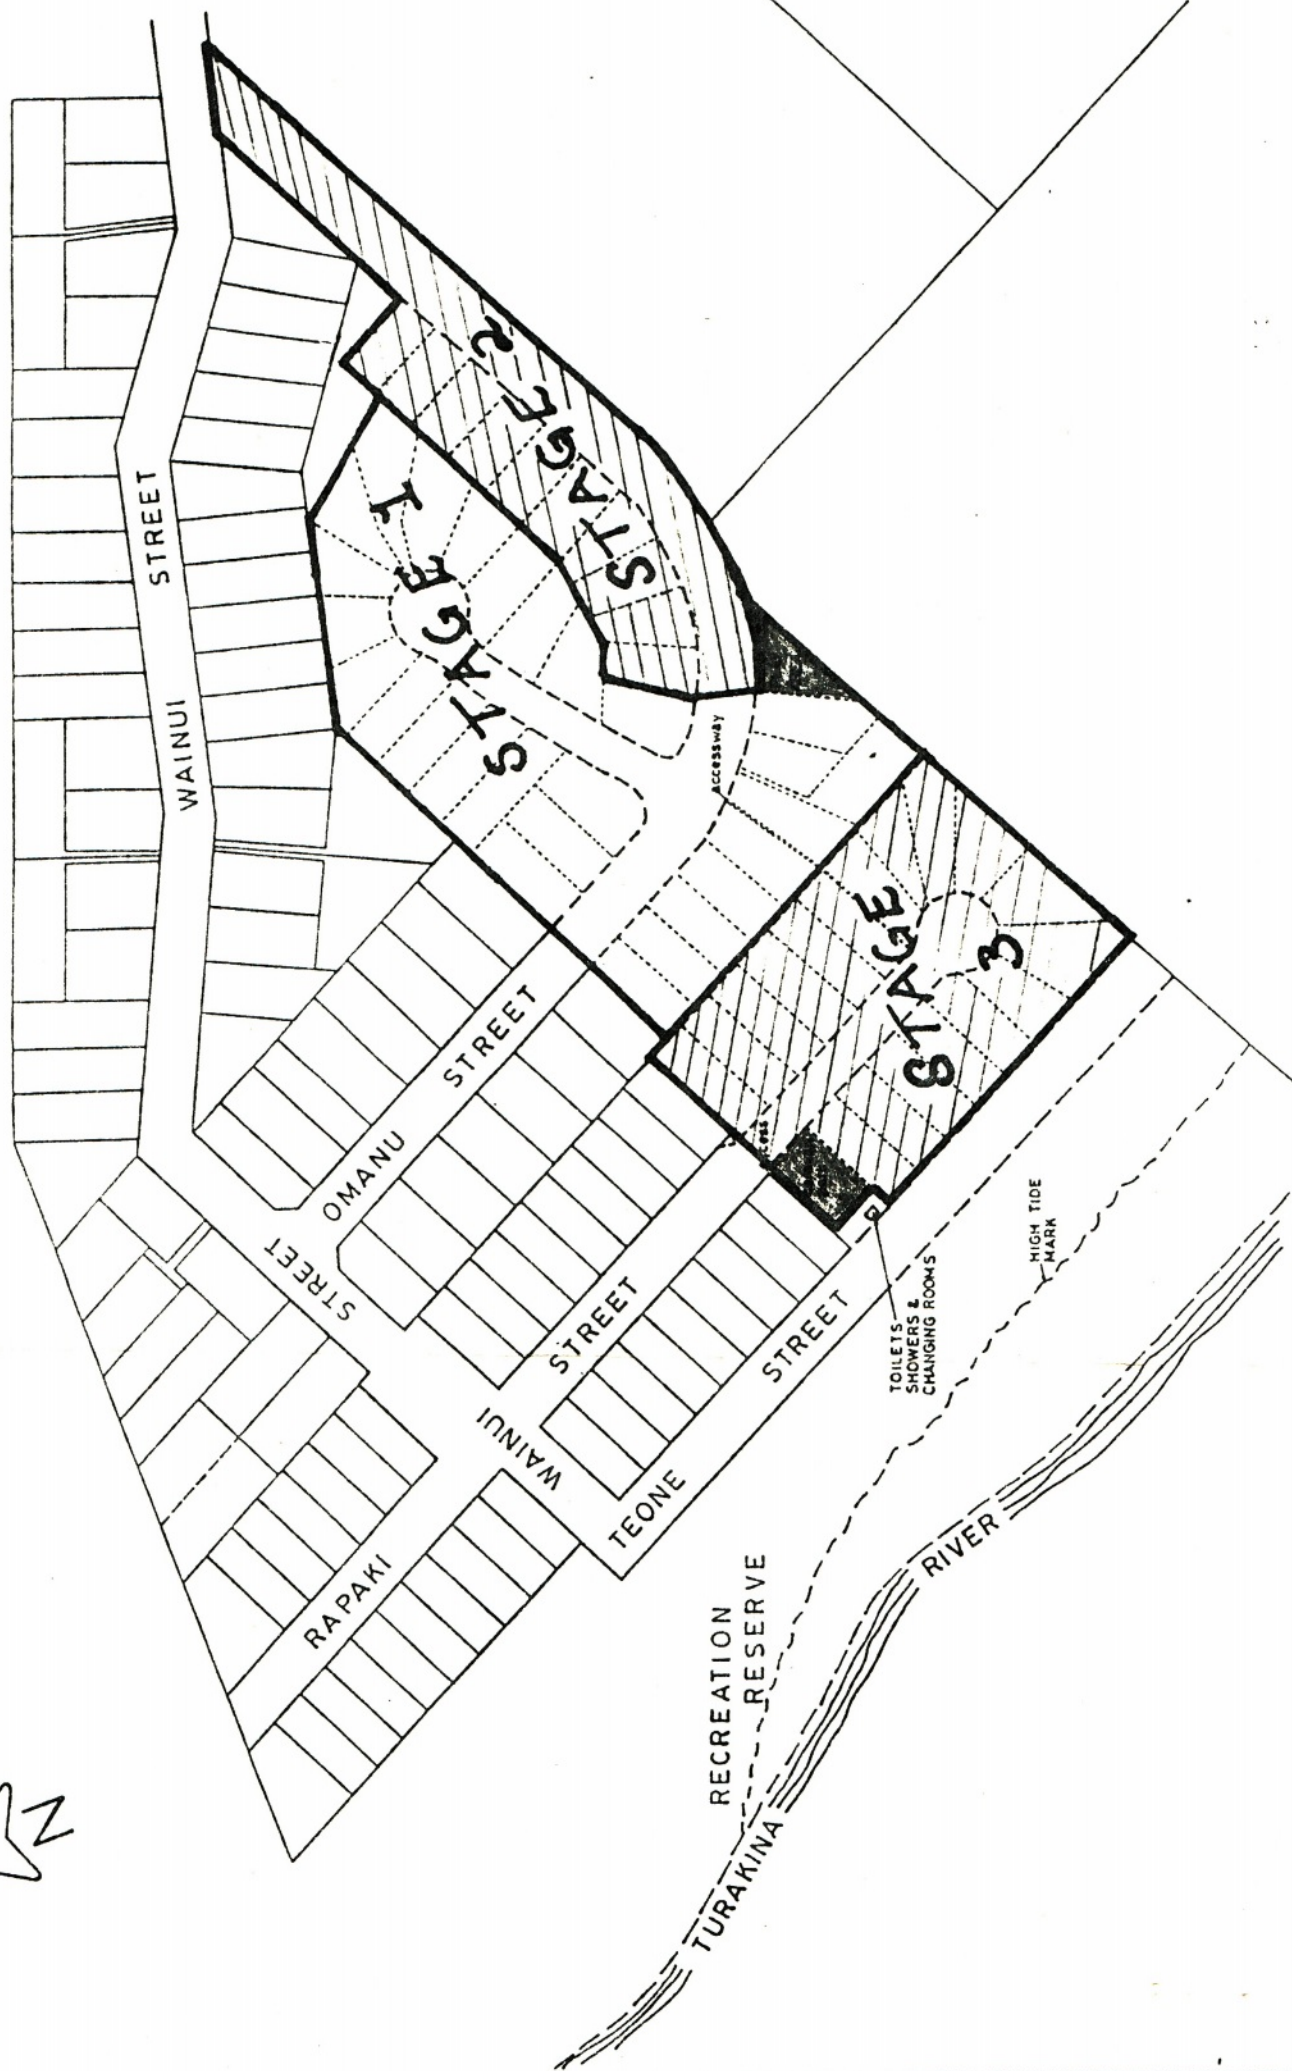 WAINUI STREET
STAGE 1
STAGE 2
Accessway
STAGE
3
OMANU STREET
STREET
WAINUI
STREET
RAPAKI
TEONE STREET
TOILETS
SHOWERS &
CHANGING ROOMS
HIGH TIDE
MARK
RECREATION
RESERVE
TURAKINA RIVER
N